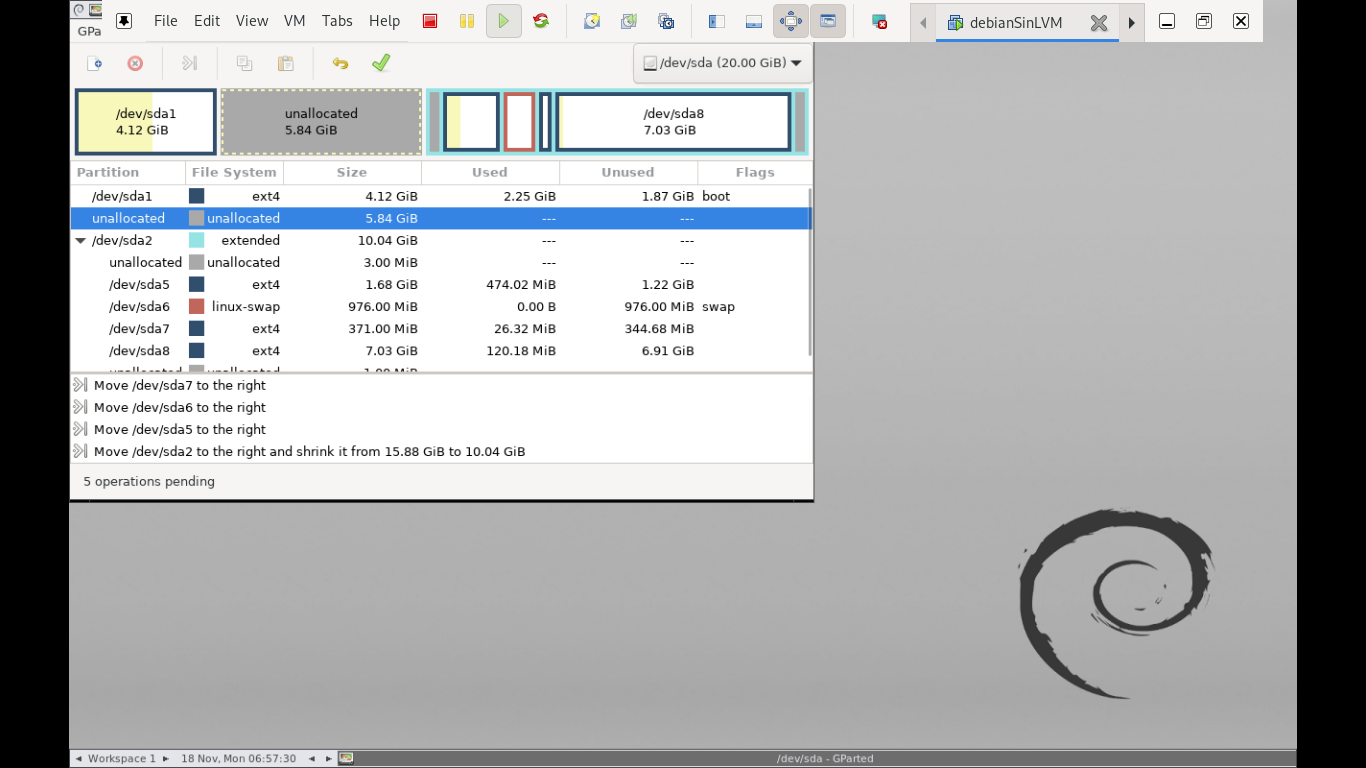 File Edit View VM Tabs Help debianSinLVM
GPa
/dev/sda (20.00 GiB)
/dev/sda1
4.12 GiB
unallocated
5.84 GiB
/dev/sda8
7.03 GiB
Partition File System Size Used Unused Flags
/dev/sda1 ext4 4.12 GiB 2.25 GiB 1.87 GiB boot
unallocated unallocated 5.84 GiB --- ---
/dev/sda2 extended 10.04 GiB --- ---
unallocated unallocated 3.00 MiB --- ---
/dev/sda5 ext4 1.68 GiB 474.02 MiB 1.22 GiB
/dev/sda6 linux-swap 976.00 MiB 0.00 B 976.00 MiB swap
/dev/sda7 ext4 371.00 MiB 26.32 MiB 344.68 MiB
/dev/sda8 ext4 7.03 GiB 120.18 MiB 6.91 GiB
unallocated unallocated
Move /dev/sda7 to the right
Move /dev/sda6 to the right
Move /dev/sda5 to the right
Move /dev/sda2 to the right and shrink it from 15.88 GiB to 10.04 GiB
5 operations pending
Workspace 1 18 Nov, Mon 06:57:30 /dev/sda - GParted